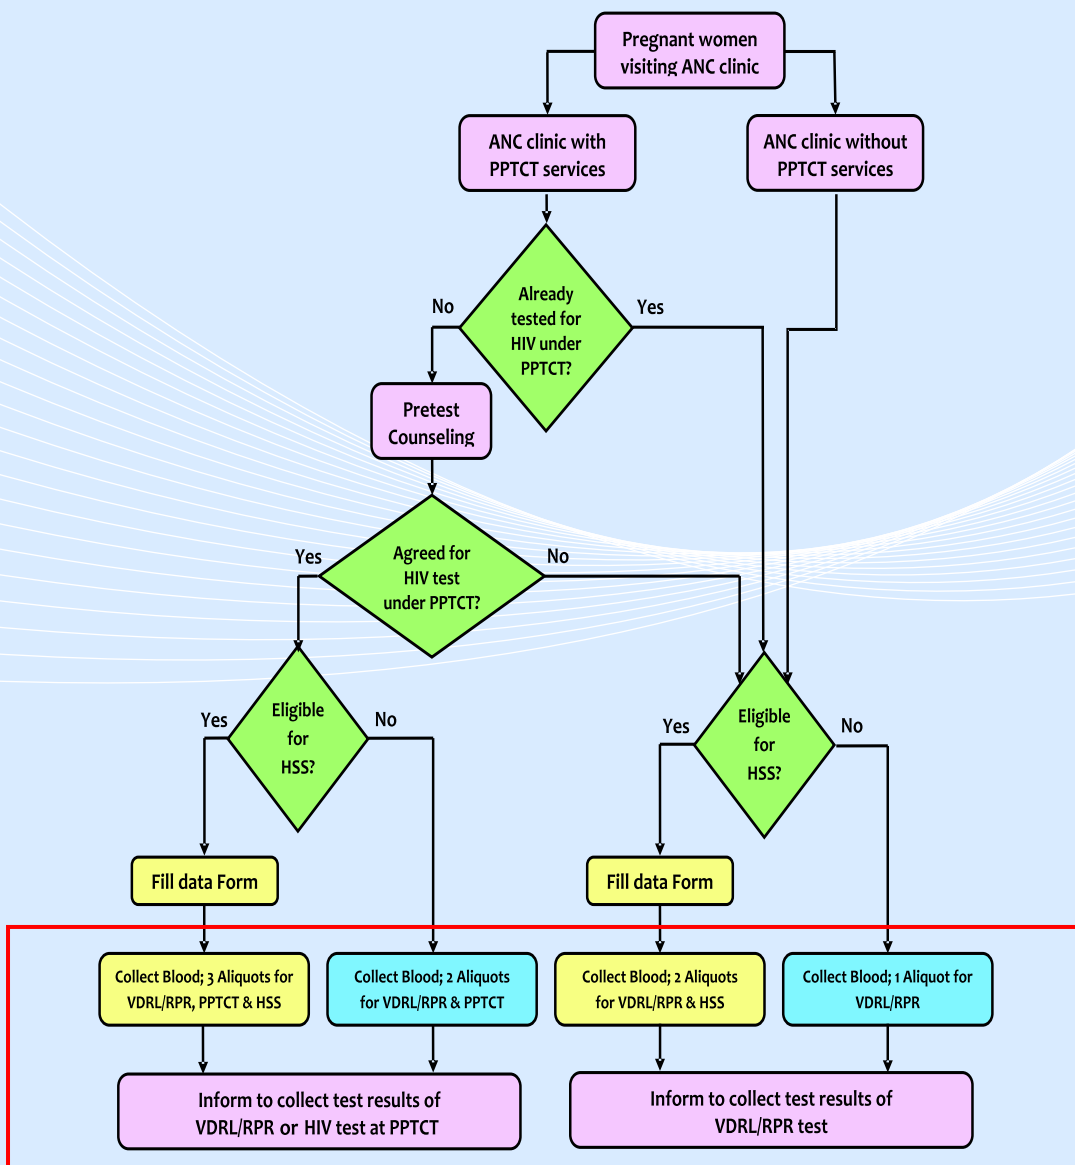 Pregnant women
visiting ANC clinic
ANC clinic with
PPTCT services
ANC clinic without
PPTCT services
Already
tested for
HIV under
PPTCT?
No
Yes
Pretest
Counseling
Agreed for
HIV test
under PPTCT?
Yes
No
Eligible
for
HSS?
Yes
No
Eligible
for
HSS?
Yes
No
Fill data Form
Fill data Form
Collect Blood; 3 Aliquots for
VDRL/RPR, PPTCT & HSS
Collect Blood; 2 Aliquots
for VDRL/RPR & PPTCT
Collect Blood; 2 Aliquots
for VDRL/RPR & HSS
Collect Blood; 1 Aliquot for
VDRL/RPR
Inform to collect test results of
VDRL/RPR or HIV test at PPTCT
Inform to collect test results of
VDRL/RPR test